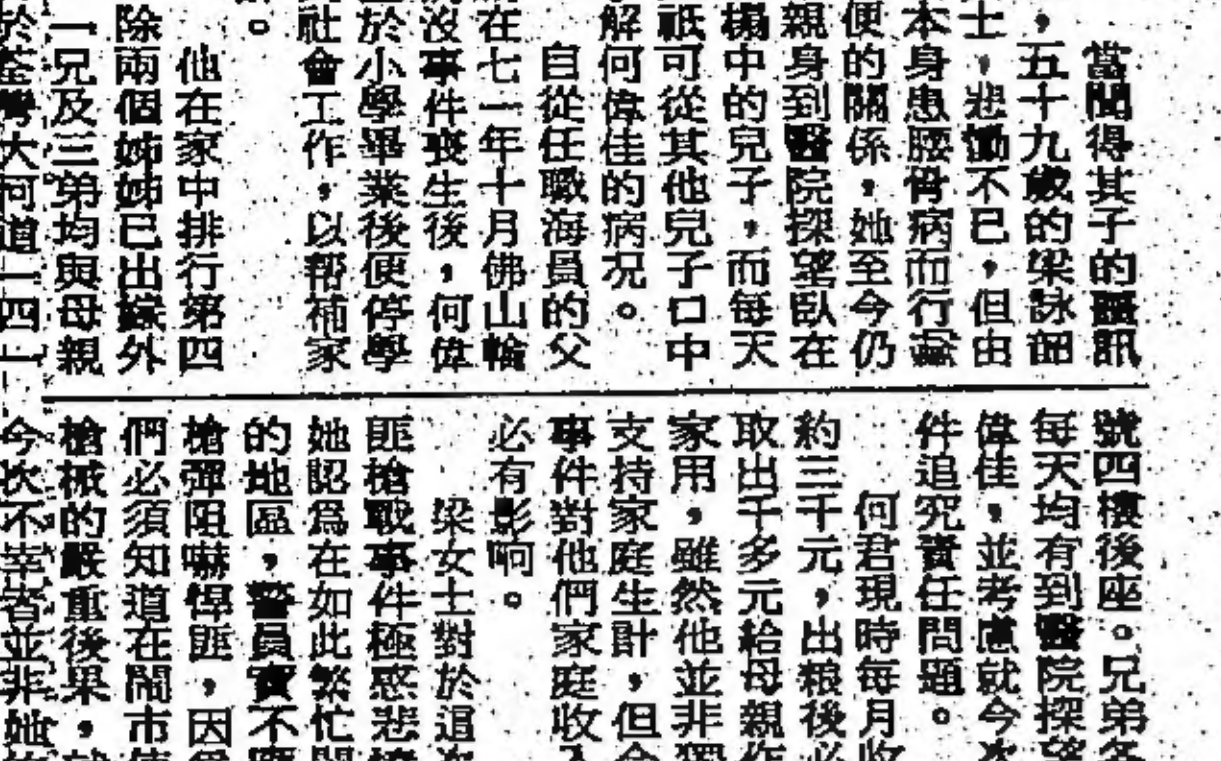 當聞得其子的噩訊
，五十九歲的梁詠韶
士，悲慟不已，但由
本身患腰骨病而行
便的關係，她至今仍
親身到醫院探望臥在
榻中的兒子，而每天
祇可從其他兒子口中
解何偉佳的病況。
自從任職海員的父
在七一年十月佛山輪
沒事件喪生後，何偉
於小學畢業後便停學
社會工作，以帮補家
。
他在家中排行第四
除兩個姊姊已出嫁外
一兄及三弟均與母親
於荃灣大河道一四一
號四樓後座。兄弟各
每天均有到醫院探望
偉佳，並考慮就今次
件追究責任問題。
何君現時每月收
約三千元，出粮後必
取出千多元給母親作
家用，雖然他並非獨
支持家庭生計，但今
事件對他們家庭收入
必有影响。
梁女士對於這次
匪槍戰事件極感悲憤
她認爲在如此繁忙鬧
的地區，警員實不應
槍彈阻嚇悍匪，因爲
們必須知道在鬧市使
槍械的嚴重後果，就
今次不幸者並非她的